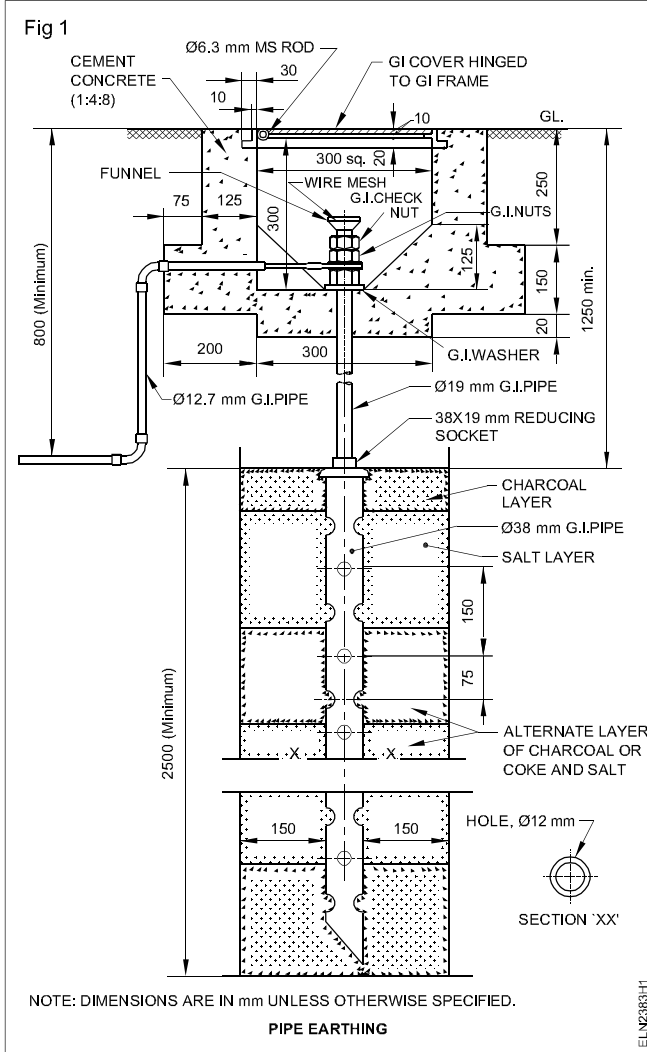 Fig 1
Ø6.3 mm MS ROD
CEMENT
CONCRETE
(1:4:8)
30
10
GI COVER HINGED
TO GI FRAME
10
GL.
FUNNEL
300 sq.
20
WIRE MESH
G.I.CHECK
NUT
G.I.NUTS
75
125
300
250
125
150
20
800 (Minimum)
1250 min.
200
300
G.I.WASHER
Ø12.7 mm G.I.PIPE
Ø19 mm G.I.PIPE
38X19 mm REDUCING
SOCKET
CHARCOAL
LAYER
Ø38 mm G.I.PIPE
SALT LAYER
150
75
2500 (Minimum)
ALTERNATE LAYER
OF CHARCOAL OR
COKE AND SALT
X X
HOLE, Ø12 mm
150 150
SECTION 'XX'
NOTE: DIMENSIONS ARE IN mm UNLESS OTHERWISE SPECIFIED.
PIPE EARTHING
ELN2383H1